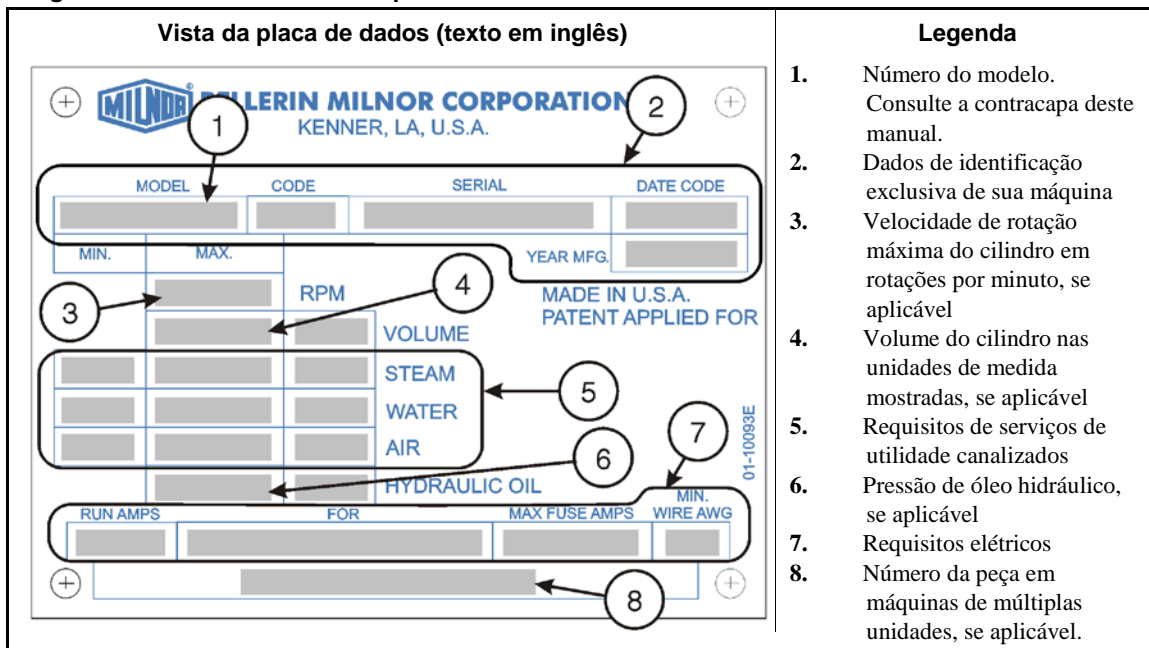 Vista da placa de dados (texto em inglês)
MILNOR®
PELLERIN MILNOR CORPORATION
KENNER, LA, U.S.A.
1
2
MODEL CODE SERIAL DATE CODE
MIN. MAX. YEAR MFG.
3
RPM
4
MADE IN U.S.A.
PATENT APPLIED FOR
VOLUME
STEAM
5
WATER
AIR
7
01-10093E
6
HYDRAULIC OIL
RUN AMPS FOR MAX FUSE AMPS MIN.
WIRE AWG
8
Legenda
1. Número do modelo.
Consulte a contracapa deste
manual.
2. Dados de identificação
exclusiva de sua máquina
3. Velocidade de rotação
máxima do cilindro em
rotações por minuto, se
aplicável
4. Volume do cilindro nas
unidades de medida
mostradas, se aplicável
5. Requisitos de serviços de
utilidade canalizados
6. Pressão de óleo hidráulico,
se aplicável
7. Requisitos elétricos
8. Número da peça em
máquinas de múltiplas
unidades, se aplicável.